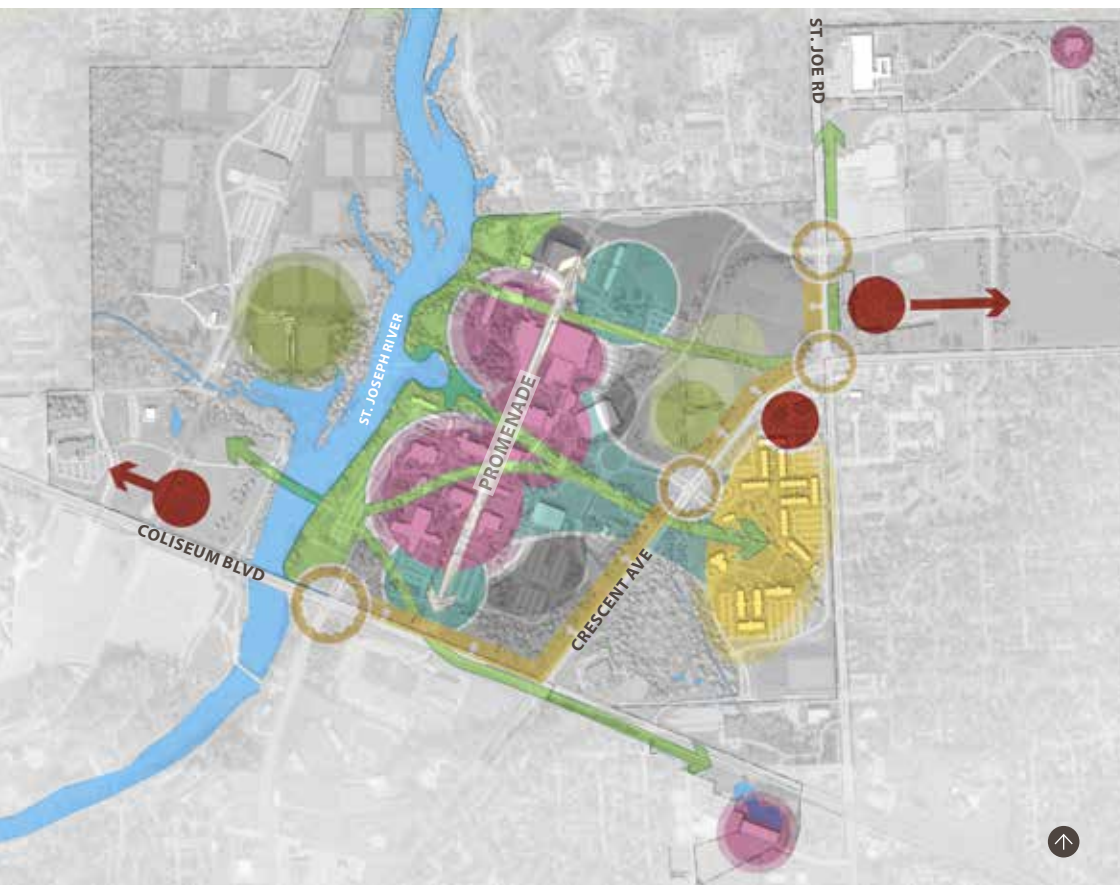 ST. JOE RD
ST. JOSEPH RIVER
PROMENADE
COLISEUM BLVD
CRESCENT AVE